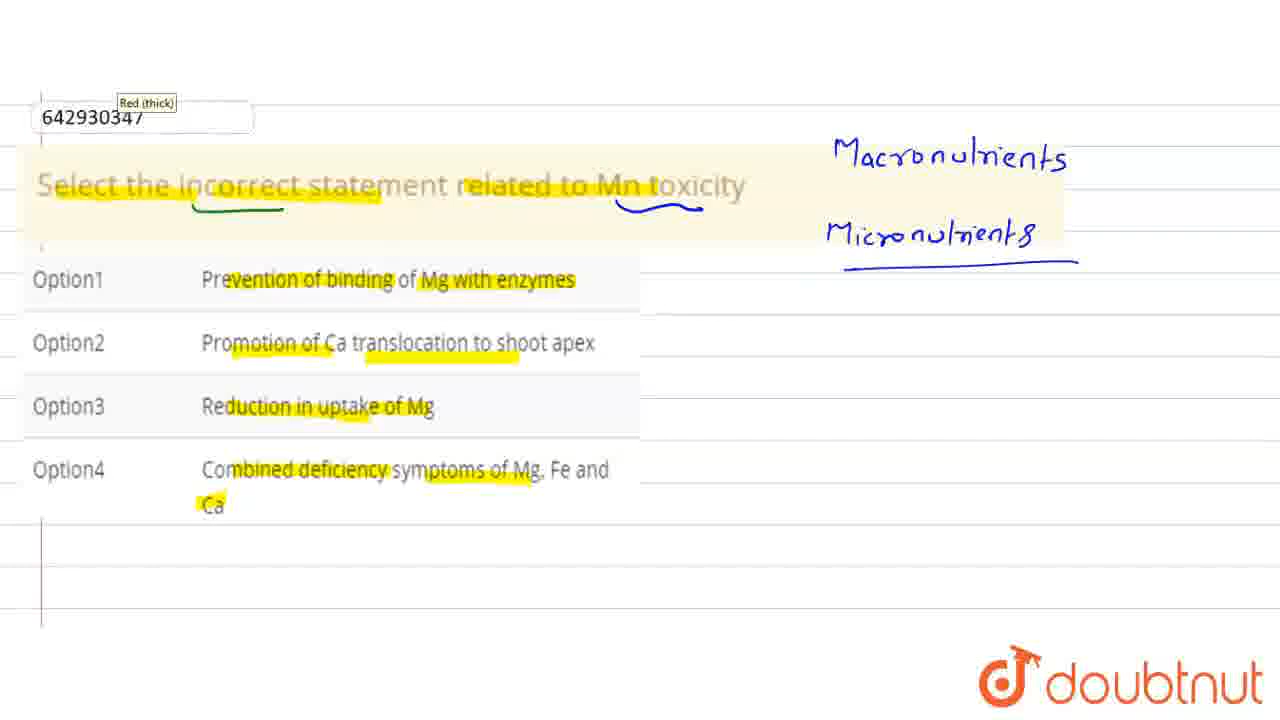 Red (thick)
642930347
Select the incorrect statement related to Mn toxicity
Macronutrients
Micronutrients
Option1 Prevention of binding of Mg with enzymes
Option2 Promotion of Ca translocation to shoot apex
Option3 Reduction in uptake of Mg
Option4 Combined deficiency symptoms of Mg, Fe and
Ca
doubtnut